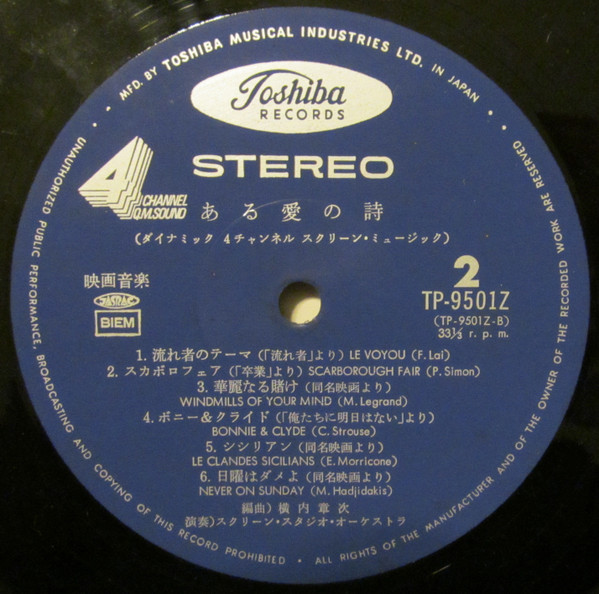 • MFD. BY TOSHIBA MUSICAL INDUSTRIES LTD. IN JAPAN •
Toshiba
RECORDS
STEREO
4
CHANNEL
Q.M.SOUND
ある愛の詩
(ダイナミック 4チャンネル スクリーン・ミュージック)
映画音楽
JASRAC
BIEM
2
TP-9501Z
(TP-9501Z-B)
33⅓ r. p. m.
1. 流れ者のテーマ (「流れ者」より) LE VOYOU (F. Lai)
2. スカボロフェア (「卒業」より) SCARBOROUGH FAIR (P. Simon)
3. 華麗なる賭け (同名映画より)
WINDMILLS OF YOUR MIND (M. Legrand)
4. ボニー&クライド (「俺たちに明日はない」より)
BONNIE & CLYDE (C. Strouse)
5. シシリアン (同名映画より)
LE CLANDES SICILIANS (E. Morricone)
6. 日曜はダメよ (同名映画より)
NEVER ON SUNDAY (M. Hadjidakis)
編曲) 横内章次
演奏) スクリーン・スタジオ・オーケストラ
UNAUTHORIZED PUBLIC PERFORMANCE, BROADCASTING AND COPYING OF THIS RECORD PROHIBITED • ALL RIGHTS OF THE MANUFACTURER AND OF THE OWNER OF THE RECORDED WORK ARE RESERVED